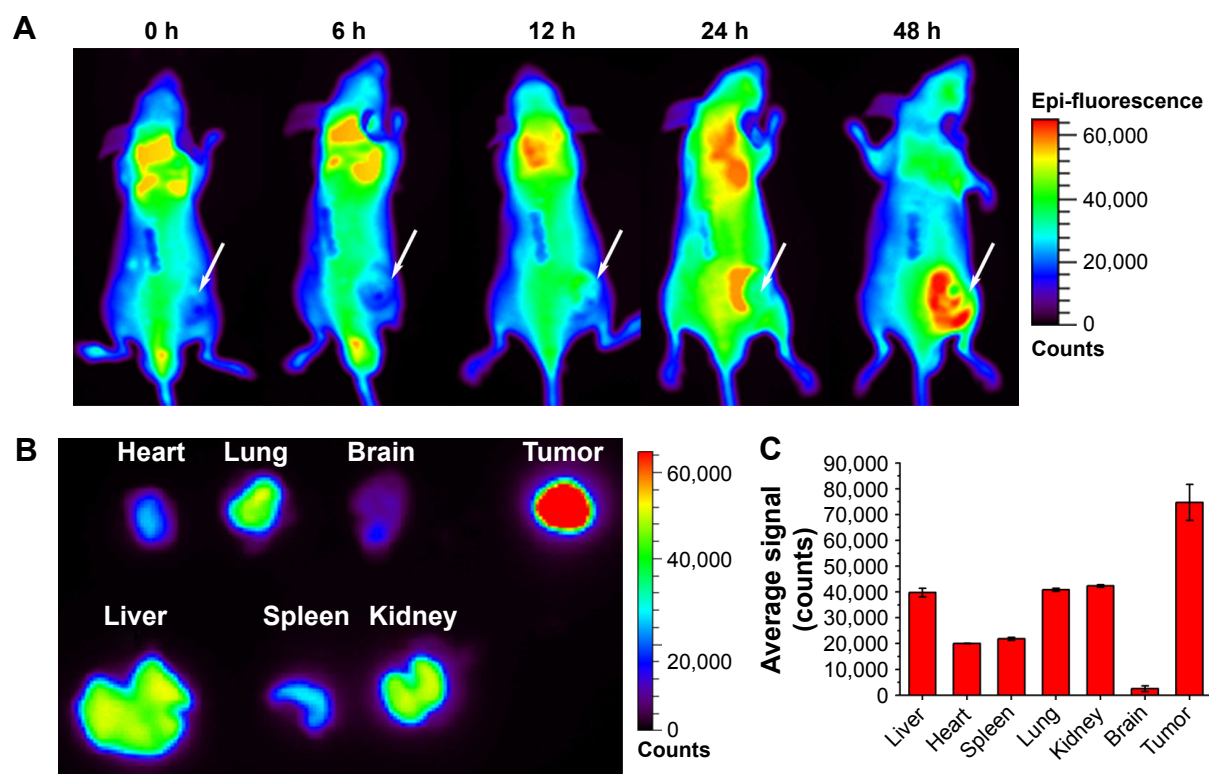 A
0 h
6 h
12 h
24 h
48 h
Epi-fluorescence
60,000
40,000
20,000
0
Counts
B
Heart
Lung
Brain
Tumor
Liver
Spleen
Kidney
60,000
40,000
20,000
0
Counts
C
Average signal
(counts)
90,000
80,000
70,000
60,000
50,000
40,000
30,000
20,000
10,000
0
Liver
Heart
Spleen
Lung
Kidney
Brain
Tumor